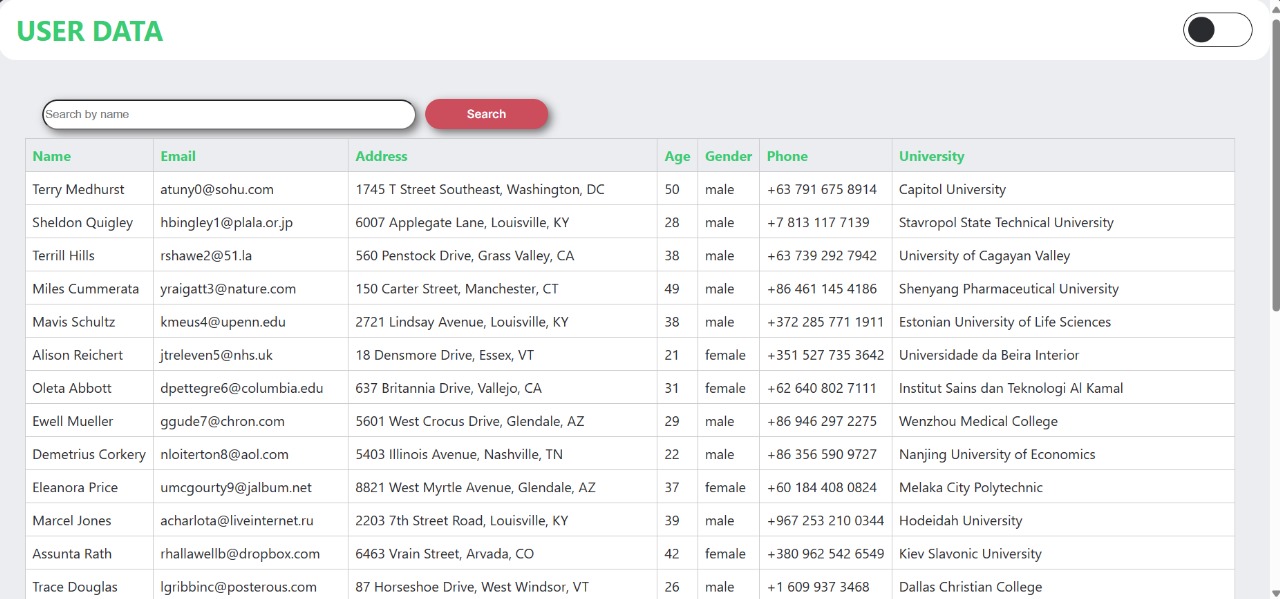 USER DATA
Search by name
Search
Name Email Address Age Gender Phone University
Terry Medhurst atuny0@sohu.com 1745 T Street Southeast, Washington, DC 50 male +63 791 675 8914 Capitol University
Sheldon Quigley hbingley1@plala.or.jp 6007 Applegate Lane, Louisville, KY 28 male +7 813 117 7139 Stavropol State Technical University
Terrill Hills rshawe2@51.la 560 Penstock Drive, Grass Valley, CA 38 male +63 739 292 7942 University of Cagayan Valley
Miles Cummerata yraigatt3@nature.com 150 Carter Street, Manchester, CT 49 male +86 461 145 4186 Shenyang Pharmaceutical University
Mavis Schultz kmeus4@upenn.edu 2721 Lindsay Avenue, Louisville, KY 38 male +372 285 771 1911 Estonian University of Life Sciences
Alison Reichert jtreleven5@nhs.uk 18 Densmore Drive, Essex, VT 21 female +351 527 735 3642 Universidade da Beira Interior
Oleta Abbott dpettegre6@columbia.edu 637 Britannia Drive, Vallejo, CA 31 female +62 640 802 7111 Institut Sains dan Teknologi Al Kamal
Ewell Mueller ggude7@chron.com 5601 West Crocus Drive, Glendale, AZ 29 male +86 946 297 2275 Wenzhou Medical College
Demetrius Corkery nloiterton8@aol.com 5403 Illinois Avenue, Nashville, TN 22 male +86 356 590 9727 Nanjing University of Economics
Eleanora Price umcgourty9@jalbum.net 8821 West Myrtle Avenue, Glendale, AZ 37 female +60 184 408 0824 Melaka City Polytechnic
Marcel Jones acharlota@liveinternet.ru 2203 7th Street Road, Louisville, KY 39 male +967 253 210 0344 Hodeidah University
Assunta Rath rhallawellb@dropbox.com 6463 Vrain Street, Arvada, CO 42 female +380 962 542 6549 Kiev Slavonic University
Trace Douglas lgribbinc@posterous.com 87 Horseshoe Drive, West Windsor, VT 26 male +1 609 937 3468 Dallas Christian College